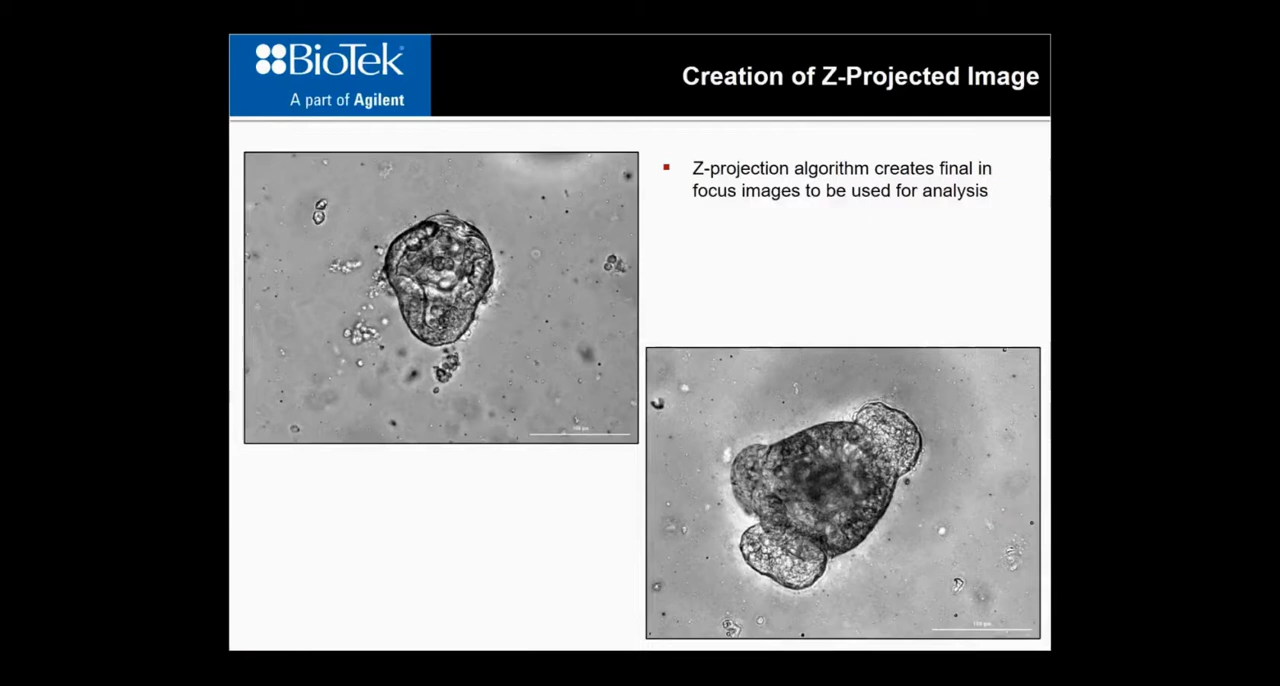 BioTek
A part of Agilent
Creation of Z-Projected Image
Z-projection algorithm creates final in
focus images to be used for analysis